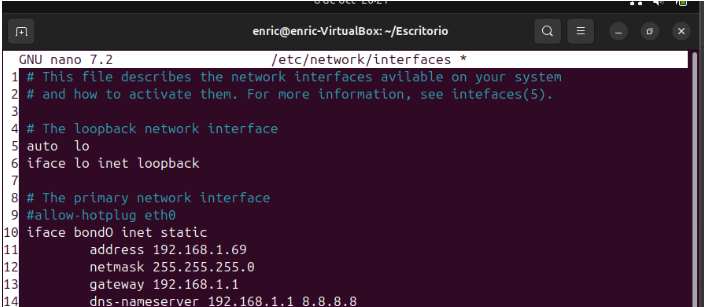 enric@enric-VirtualBox: ~/Escritorio
GNU nano 7.2 /etc/network/interfaces *
1 # This file describes the network interfaces avilable on your system
2 # and how to activate them. For more information, see intefaces(5).
3
4 # The loopback network interface
5 auto  lo
6 iface lo inet loopback
7
8 # The primary network interface
9 #allow-hotplug eth0
10 iface bondO inet static
11         address 192.168.1.69
12         netmask 255.255.255.0
13         gateway 192.168.1.1
14         dns-nameserver 192.168.1.1 8.8.8.8